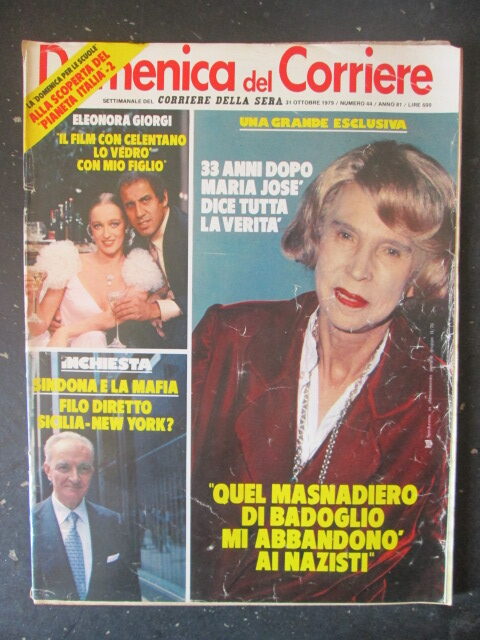 Domenica del Corriere
LA DOMENICA PER LE SCUOLE
ALLA SCOPERTA DEL
PIANETA ITALIA-2
SETTIMANALE DEL CORRIERE DELLA SERA 31 OTTOBRE 1979 / NUMERO 44 / ANNO 81 / LIRE 600
ELEONORA GIORGI
"IL FILM CON CELENTANO
LO VEDRO'
CON MIO FIGLIO"
UNA GRANDE ESCLUSIVA
33 ANNI DOPO
MARIA JOSE'
DICE TUTTA
LA VERITA'
INCHIESTA
SINDONA E LA MAFIA
FILO DIRETTO
SICILIA-NEW YORK?
"QUEL MASNADIERO
DI BADOGLIO
MI ABBANDONO'
AI NAZISTI"